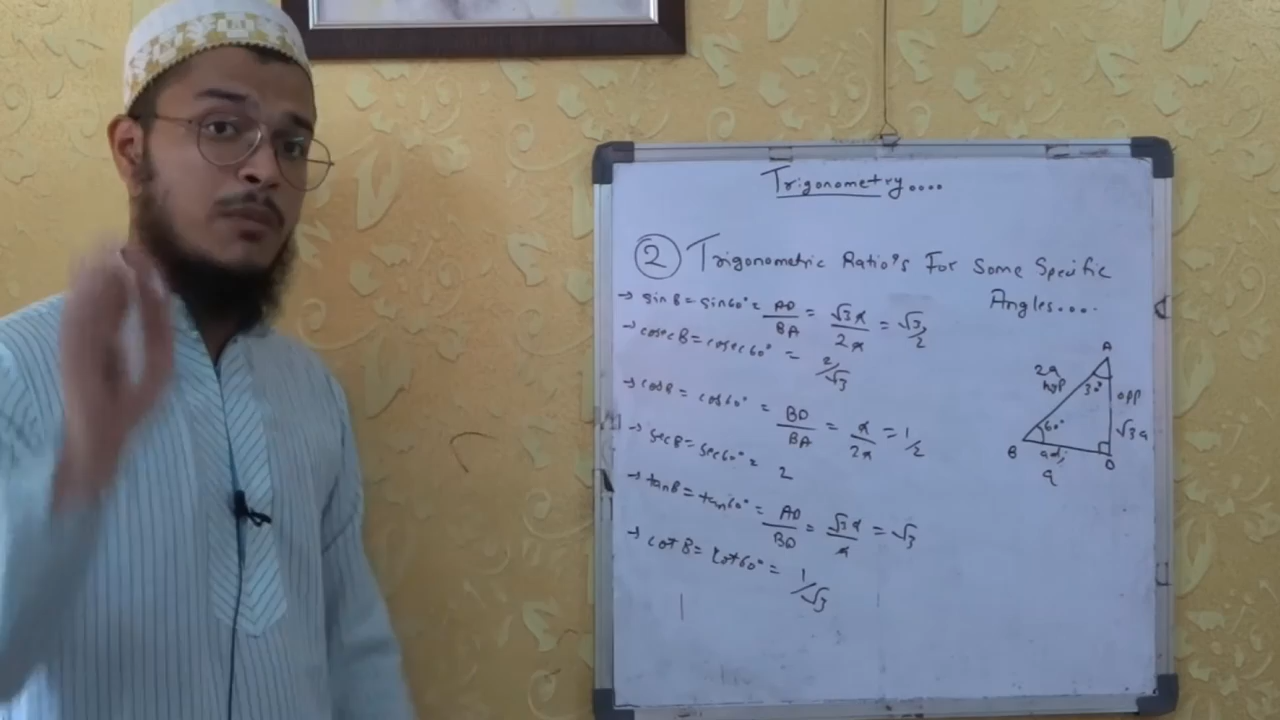 Trigonometry....
② Trigonometric Ratio's For Some Specific
Angles....
→ sin B = sin 60° = AD/BA = √3a/2a = √3/2
→ cosec B = cosec 60° = 2/√3
→ cos B = cos 60° = BD/BA = a/2a = 1/2
→ sec B = sec 60° = 2
→ tan B = tan 60° = AD/BD = √3a/a = √3
→ cot B = cot 60° = 1/√3
A
2a
hyp
30°
opp
√3a
60°
B
adj
D
a